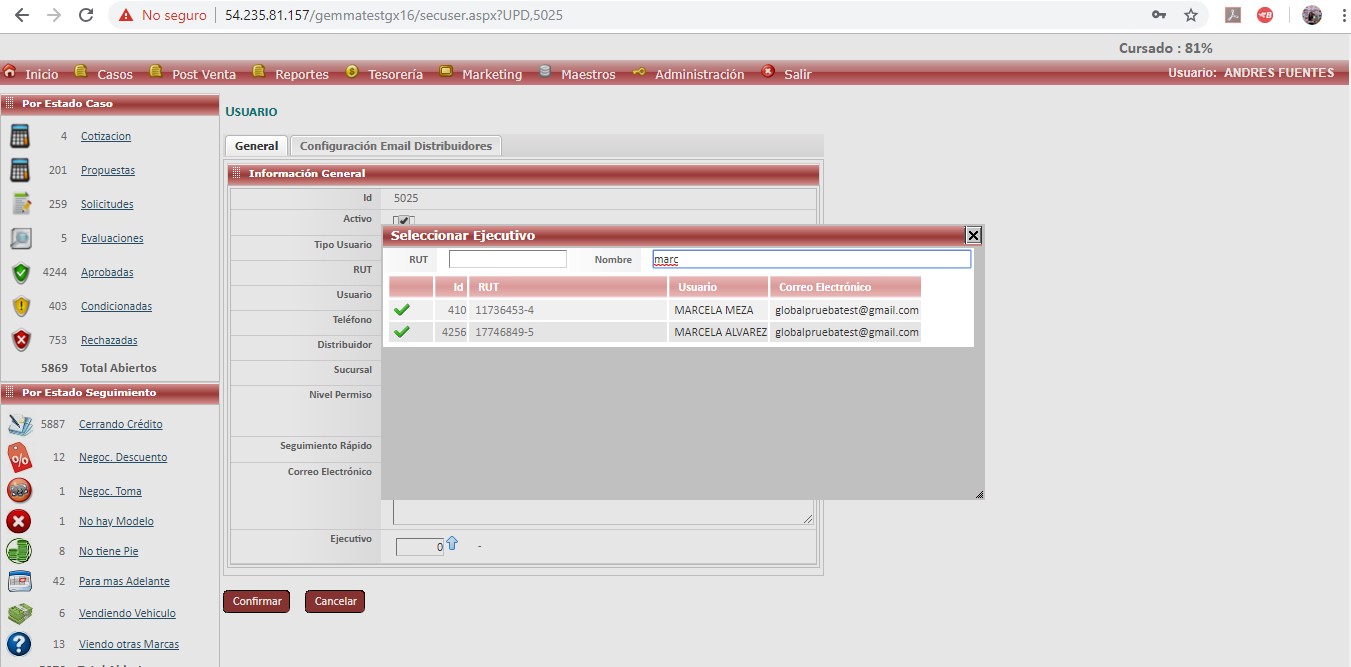 No seguro
54.235.81.157/gemmatestgx16/secuser.aspx?UPD,5025
Cursado : 81%
Inicio Casos Post Venta Reportes Tesorería Marketing Maestros Administración Salir Usuario: ANDRES FUENTES
Por Estado Caso
4 Cotizacion
201 Propuestas
259 Solicitudes
5 Evaluaciones
4244 Aprobadas
403 Condicionadas
753 Rechazadas
5869 Total Abiertos
Por Estado Seguimiento
5887 Cerrando Crédito
12 Negoc. Descuento
1 Negoc. Toma
1 No hay Modelo
8 No tiene Pie
42 Para mas Adelante
6 Vendiendo Vehiculo
13 Viendo otras Marcas
USUARIO
General Configuración Email Distribuidores
Información General
Id 5025
Activo
Tipo Usuario
RUT
Usuario
Teléfono
Distribuidor
Sucursal
Nivel Permiso
Seguimiento Rápido
Correo Electrónico
Ejecutivo 0 -
Confirmar Cancelar
Seleccionar Ejecutivo
RUT Nombre marc
Id RUT Usuario Correo Electrónico
410 11736453-4 MARCELA MEZA globalpruebatest@gmail.com
4256 17746849-5 MARCELA ALVAREZ globalpruebatest@gmail.com